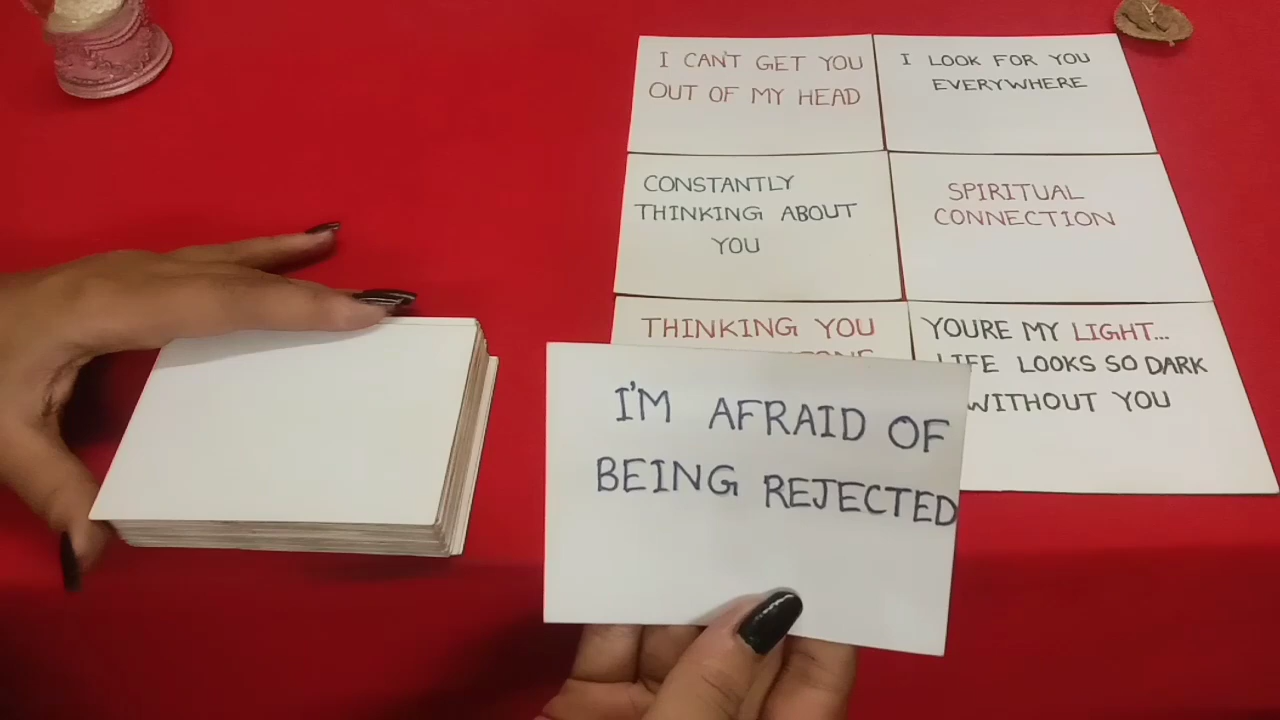 I CAN'T GET YOU
OUT OF MY HEAD
I LOOK FOR YOU
EVERYWHERE
CONSTANTLY
THINKING ABOUT
YOU
SPIRITUAL
CONNECTION
THINKING YOU
YOURE MY LIGHT...
LIFE LOOKS SO DARK
WITHOUT YOU
I'M AFRAID OF
BEING REJECTED